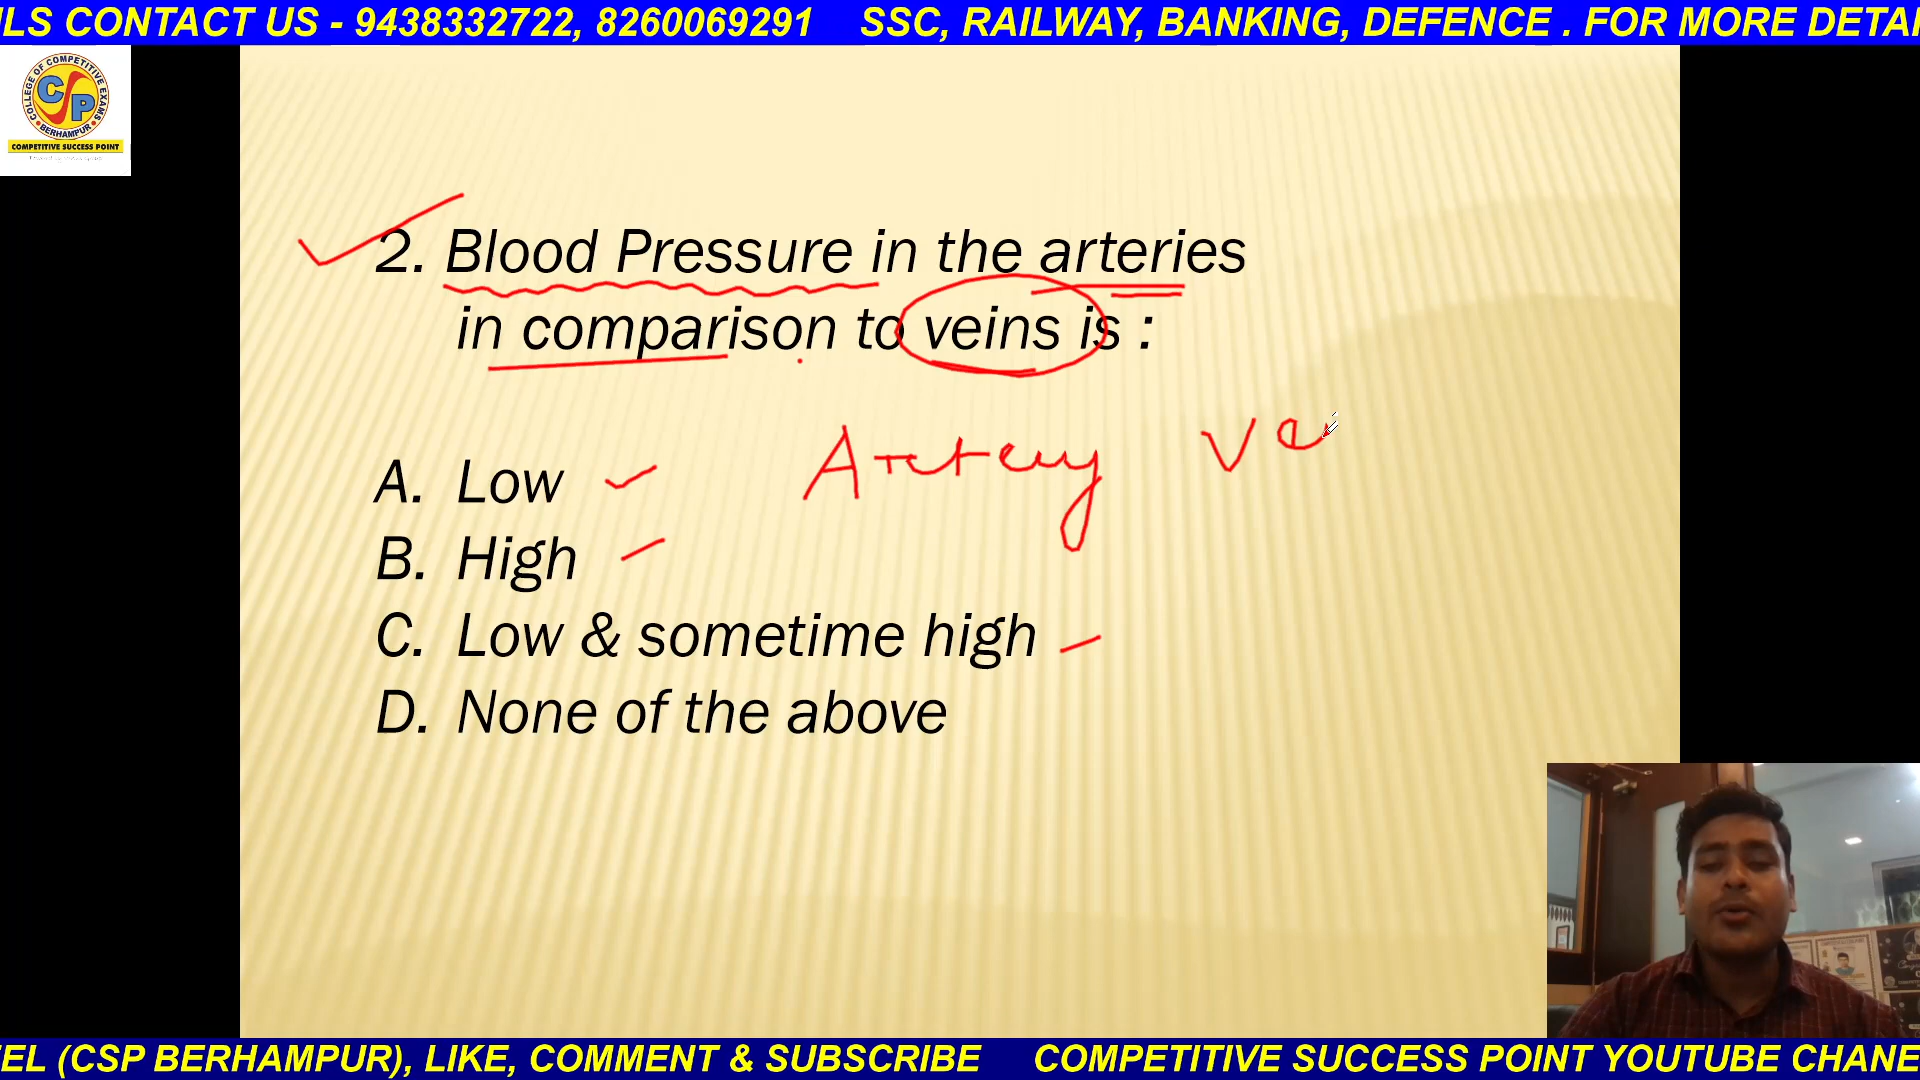 LS CONTACT US - 9438332722, 8260069291 SSC, RAILWAY, BANKING, DEFENCE . FOR MORE DETAI
COLLEGE OF COMPETITIVE EXAMS
CSP
BERHAMPUR
COMPETITIVE SUCCESS POINT
2. Blood Pressure in the arteries
in comparison to veins is :
Artery Ve
A. Low
B. High
C. Low & sometime high
D. None of the above
EL (CSP BERHAMPUR), LIKE, COMMENT & SUBSCRIBE COMPETITIVE SUCCESS POINT YOUTUBE CHANE